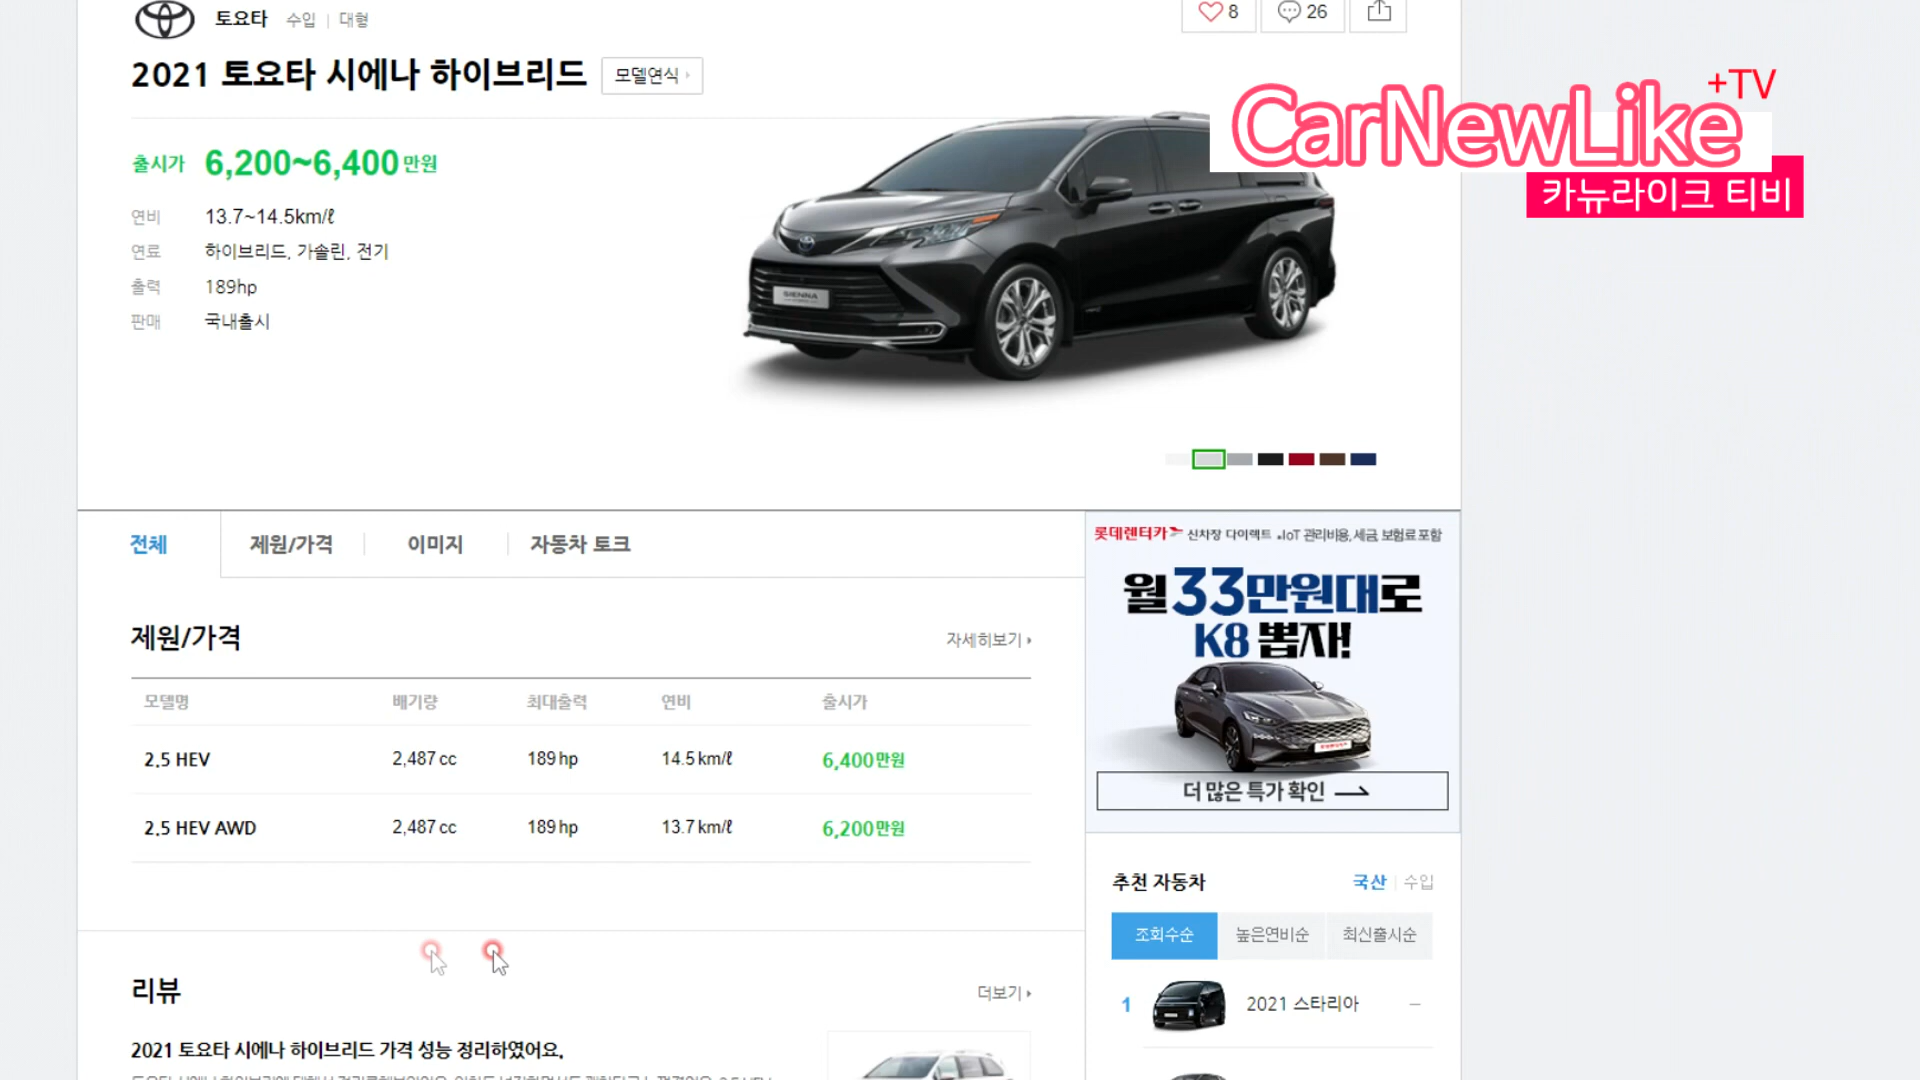 토요타 수입 | 대형
8
26
2021 토요타 시에나 하이브리드
모델연식
+TV
CarNewLike
카뉴라이크 티비
출시가 6,200~6,400만원
연비 13.7~14.5km/ℓ
연료 하이브리드, 가솔린, 전기
출력 189hp
판매 국내출시
SIENNA
전체
제원/가격
이미지
자동차 토크
롯데렌터카 신차장 다이렉트 IoT 관리비용, 세금, 보험료 포함
월 33만원대로
K8 뽑자!
더 많은 특가 확인
제원/가격
자세히보기
모델명 배기량 최대출력 연비 출시가
2.5 HEV 2,487 cc 189 hp 14.5 km/ℓ 6,400만원
2.5 HEV AWD 2,487 cc 189 hp 13.7 km/ℓ 6,200만원
추천 자동차
국산 | 수입
조회수순 높은연비순 최신출시순
1 2021 스타리아 –
리뷰
더보기
2021 토요타 시에나 하이브리드 가격 성능 정리하였어요.